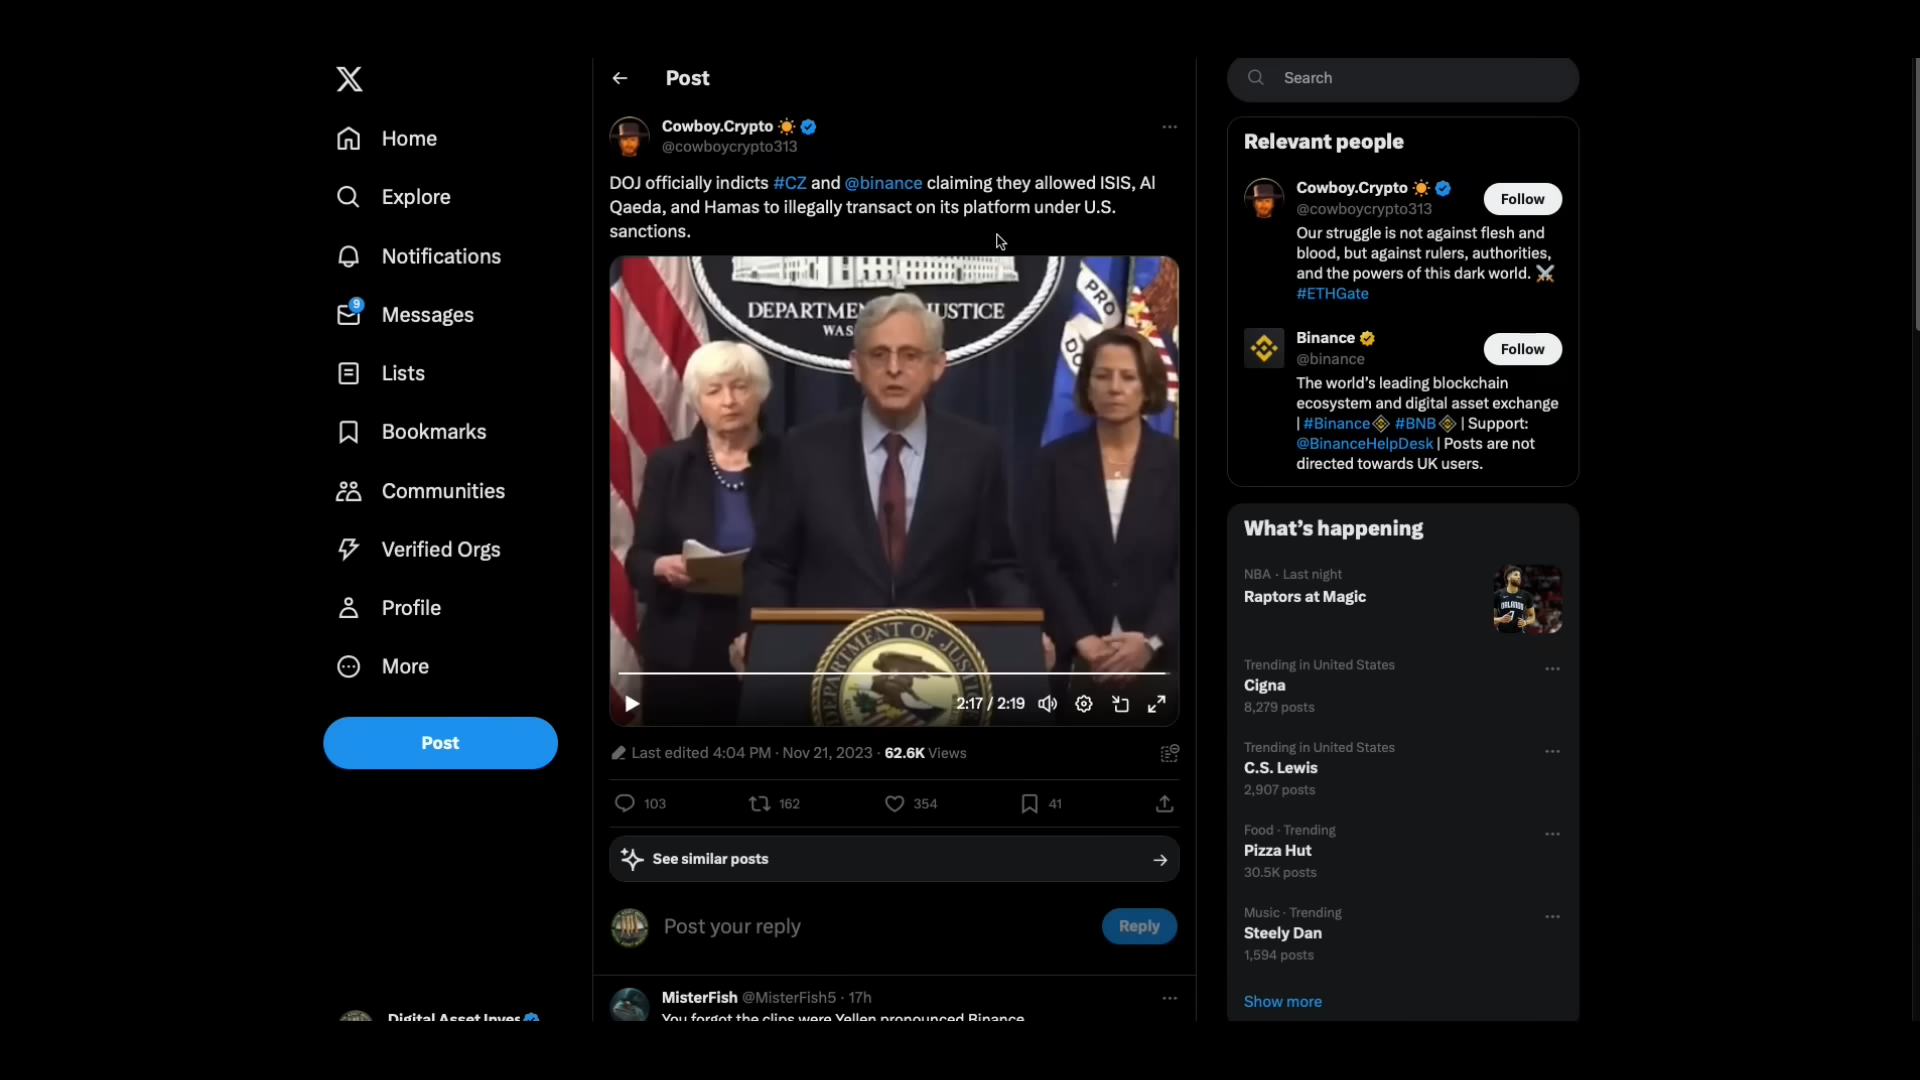 Home
Explore
Notifications
9
Messages
Lists
Bookmarks
Communities
Verified Orgs
Profile
More
Post
Digital Asset Inves
Post
Cowboy.Crypto
@cowboycrypto313
DOJ officially indicts #CZ and @binance claiming they allowed ISIS, Al
Qaeda, and Hamas to illegally transact on its platform under U.S.
sanctions.
DEPARTME USTICE
WAS
PRO
DO
DEPARTMENT OF JUSTICE
2:17 / 2:19
Last edited 4:04 PM · Nov 21, 2023 · 62.6K Views
103 162 354 41
See similar posts
Post your reply
Reply
MisterFish @MisterFish5 · 17h
You forgot the clips were Yellen pronounced Binance
Search
Relevant people
Cowboy.Crypto
@cowboycrypto313
Follow
Our struggle is not against flesh and
blood, but against rulers, authorities,
and the powers of this dark world.
#ETHGate
Binance
@binance
Follow
The world's leading blockchain
ecosystem and digital asset exchange
| #Binance #BNB | Support:
@BinanceHelpDesk | Posts are not
directed towards UK users.
What's happening
NBA · Last night
Raptors at Magic
Trending in United States
Cigna
8,279 posts
Trending in United States
C.S. Lewis
2,907 posts
Food · Trending
Pizza Hut
30.5K posts
Music · Trending
Steely Dan
1,594 posts
Show more